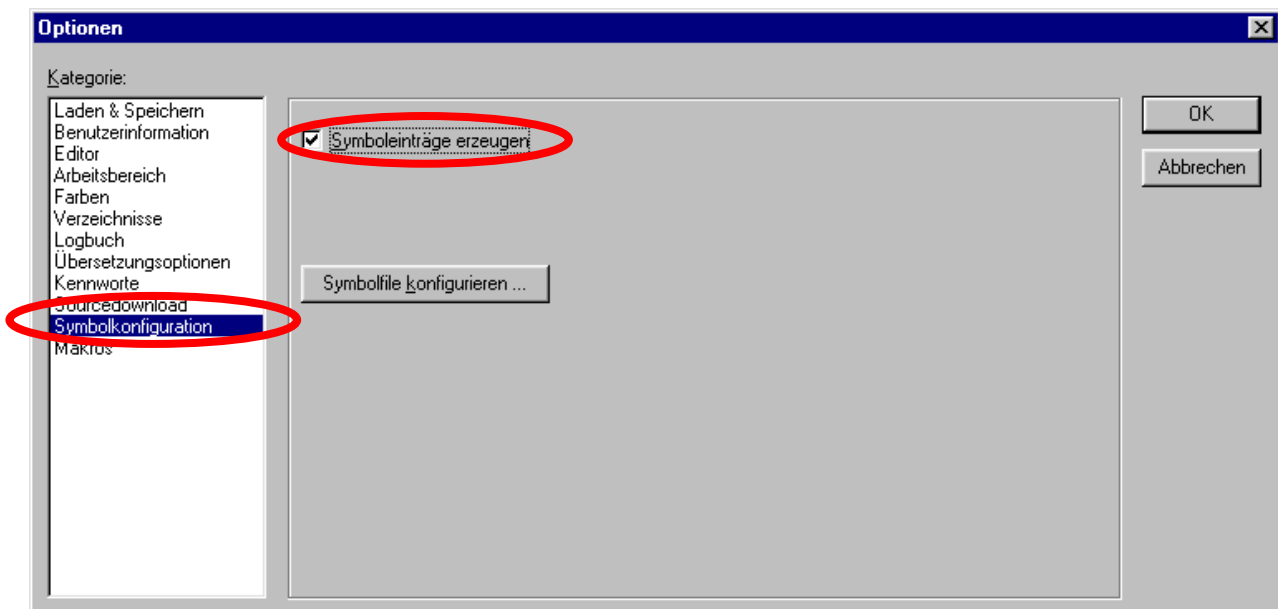 Optionen
Kategorie:
Laden & Speichern
Benutzerinformation
Editor
Arbeitsbereich
Farben
Verzeichnisse
Logbuch
Übersetzungsoptionen
Kennworte
Sourcedownload
Symbolkonfiguration
Makros
Symboleinträge erzeugen
Symbolfile konfigurieren ...
OK
Abbrechen